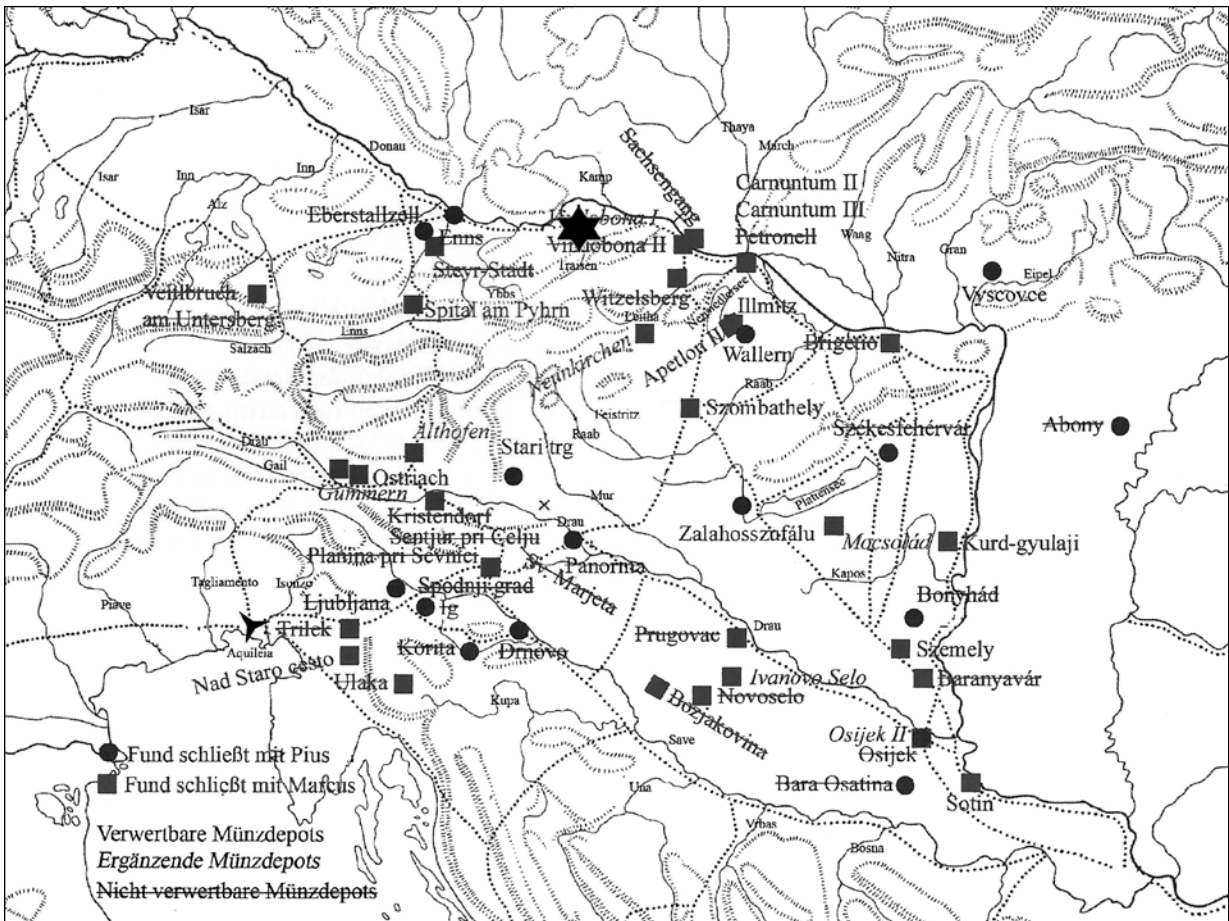 Isar
Isar
Donau
Inn
Inn
Alz
Kamp
Sachsengang
Thaya
March
Carnuntum II
Carnuntum III
Petronell
Waag
Nitra
Gran
Eipel
Eberstallzell
Enns
Steyr-Stadt
Vindobona I
Vindobona II
Traisen
Ybbs
Vyscovce
Veitlbruch
am Untersberg
Spital am Pyhrn
Enns
Salzach
Witzelsberg
Leitha
Neusiedlersee
Illmitz
Neunkirchen
Apetlon II
Wallern
Brigetio
Raab
Feistritz
Raab
Szombathely
Székesfehérvár
Abony
Drau
Gail
Althofen
Stari trg
Ostriach
Gummern
Kristendorf
Mur
Drau
Plattensee
Zalahosszufálu
Mocsolád
Kurd-gyulaji
Sentjur pri Celju
Planina pri Sevnici
Panorma
St. Marjeta
Spodnji grad
Tagliamento
Isonzo
Piave
Ljubljana
Ig
Kapos
Bonyhád
Trilek
Aquileia
Korita
Drnovo
Prugovac
Drau
Szemely
Nad Staro cesto
Ulaka
Kupa
Ivanovo Selo
Novoselo
Bozjakovina
Baranyavár
Save
Osijek II
Osijek
Una
Bara Osatina
Sotin
Vrbas
Bosna
Fund schließt mit Pius
Fund schließt mit Marcus
Verwertbare Münzdepots
Ergänzende Münzdepots
Nicht verwertbare Münzdepots